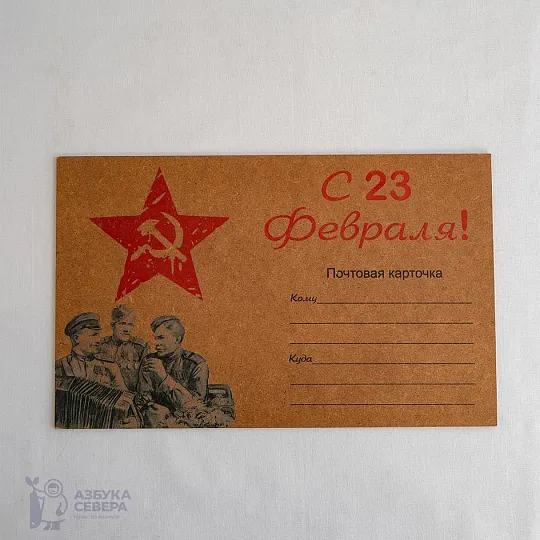 С 23
Февраля!
Почтовая карточка
Кому
Куда
АЗБУКА
СЕВЕРА